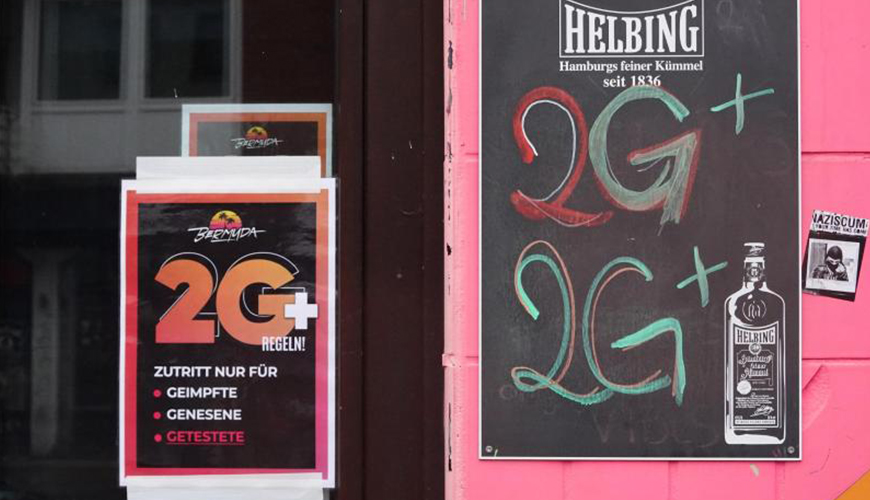 BERMUDA
BERMUDA
2G+
REGELN!
ZUTRITT NUR FÜR
GEIMPFTE
GENESENE
GETESTETE
HELBING
Hamburgs feiner Kümmel
seit 1836
2G+
2G+
HELBING
NAZISCUM